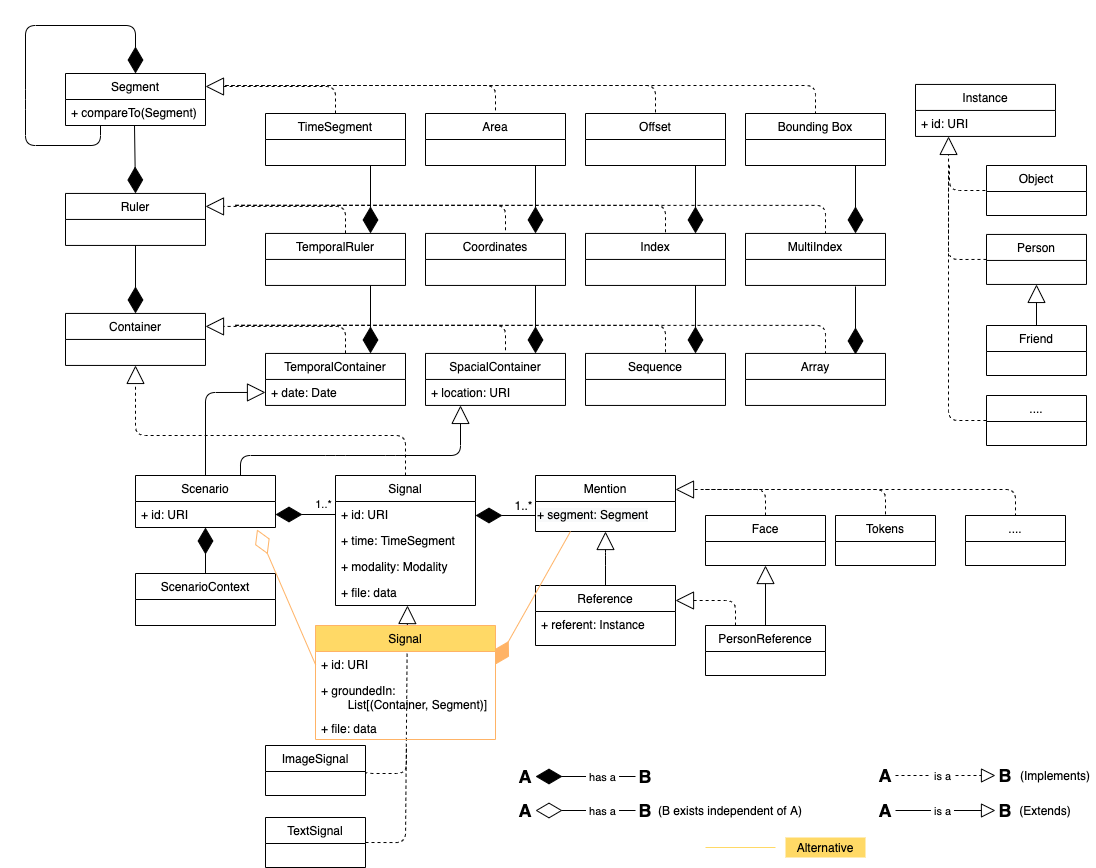 Segment
+ compareTo(Segment)
TimeSegment
Area
Offset
Bounding Box
Instance
+ id: URI
Object
Ruler
TemporalRuler
Coordinates
Index
MultiIndex
Person
Container
TemporalContainer
+ date: Date
SpacialContainer
+ location: URI
Sequence
Array
Friend
....
Scenario
+ id: URI
1..*
Signal
+ id: URI
+ time: TimeSegment
+ modality: Modality
+ file: data
1..*
Mention
+ segment: Segment
Face
Tokens
....
ScenarioContext
Reference
+ referent: Instance
PersonReference
Signal
+ id: URI
+ groundedIn:
List[(Container, Segment)]
+ file: data
ImageSignal
TextSignal
A has a B
A has a B (B exists independent of A)
A is a B (Implements)
A is a B (Extends)
Alternative